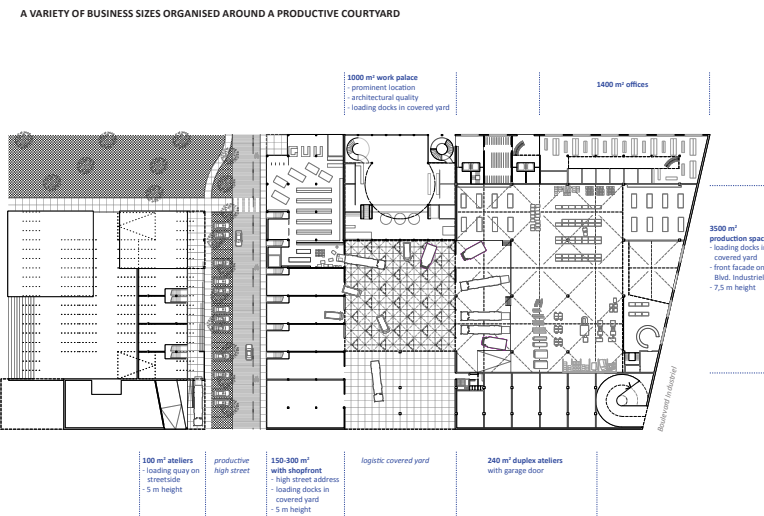 A VARIETY OF BUSINESS SIZES ORGANISED AROUND A PRODUCTIVE COURTYARD
1000 m² work palace
- prominent location
- architectural quality
- loading docks in covered yard
1400 m² offices
3500 m²
production spac
- loading docks in
covered yard
- front facade on
Blvd. Industriel
- 7,5 m height
Boulevard Industriel
100 m² ateliers
- loading quay on
streetside
- 5 m height
productive
high street
150-300 m²
with shopfront
- high street address
- loading docks in
covered yard
- 5 m height
logistic covered yard
240 m² duplex ateliers
with garage door